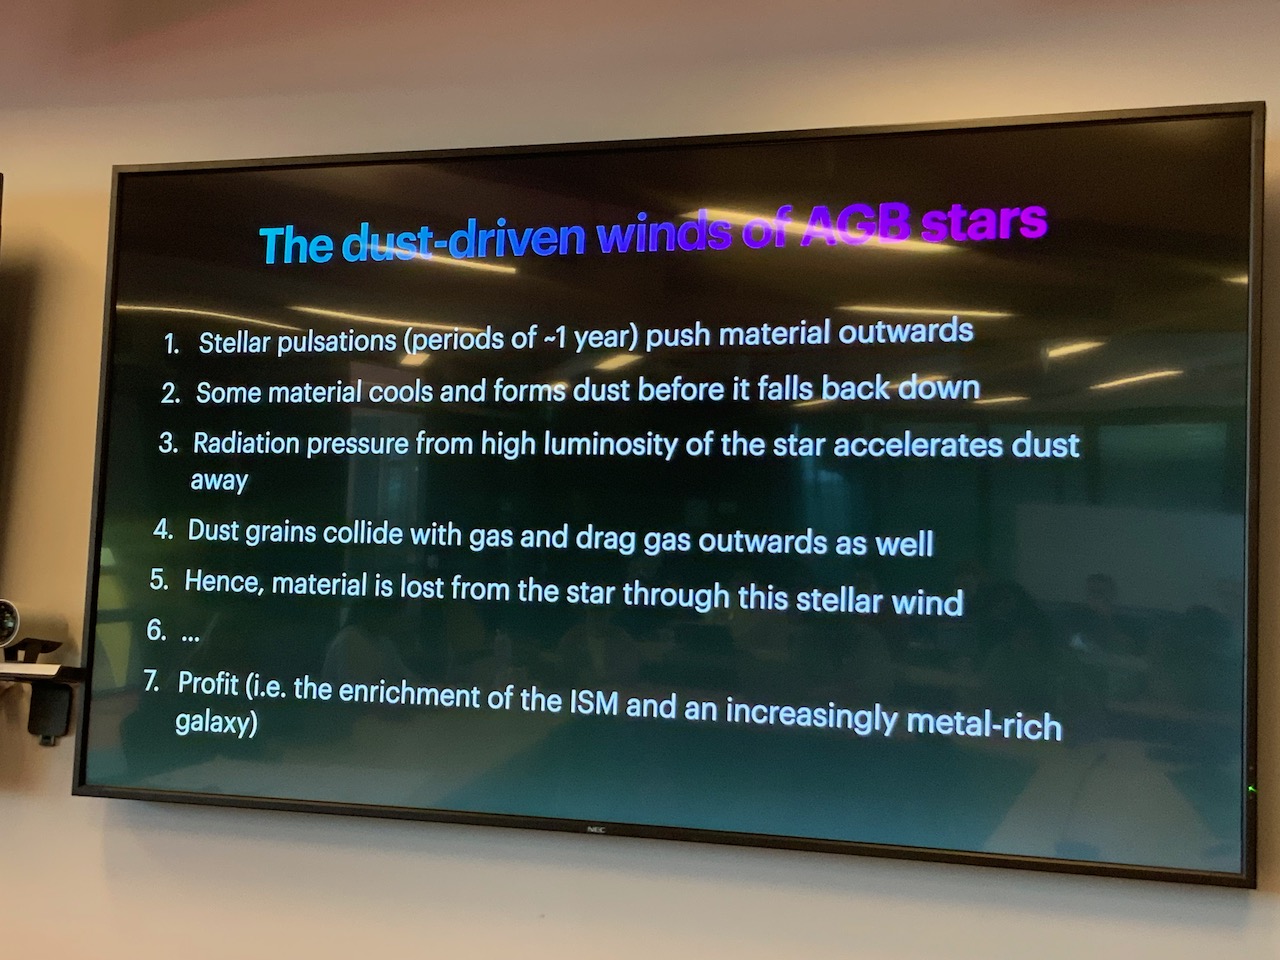 The dust-driven winds of AGB stars
1. Stellar pulsations (periods of ~1 year) push material outwards
2. Some material cools and forms dust before it falls back down
3. Radiation pressure from high luminosity of the star accelerates dust
away
4. Dust grains collide with gas and drag gas outwards as well
5. Hence, material is lost from the star through this stellar wind
6. ...
7. Profit (i.e. the enrichment of the ISM and an increasingly metal-rich
galaxy)
NEC